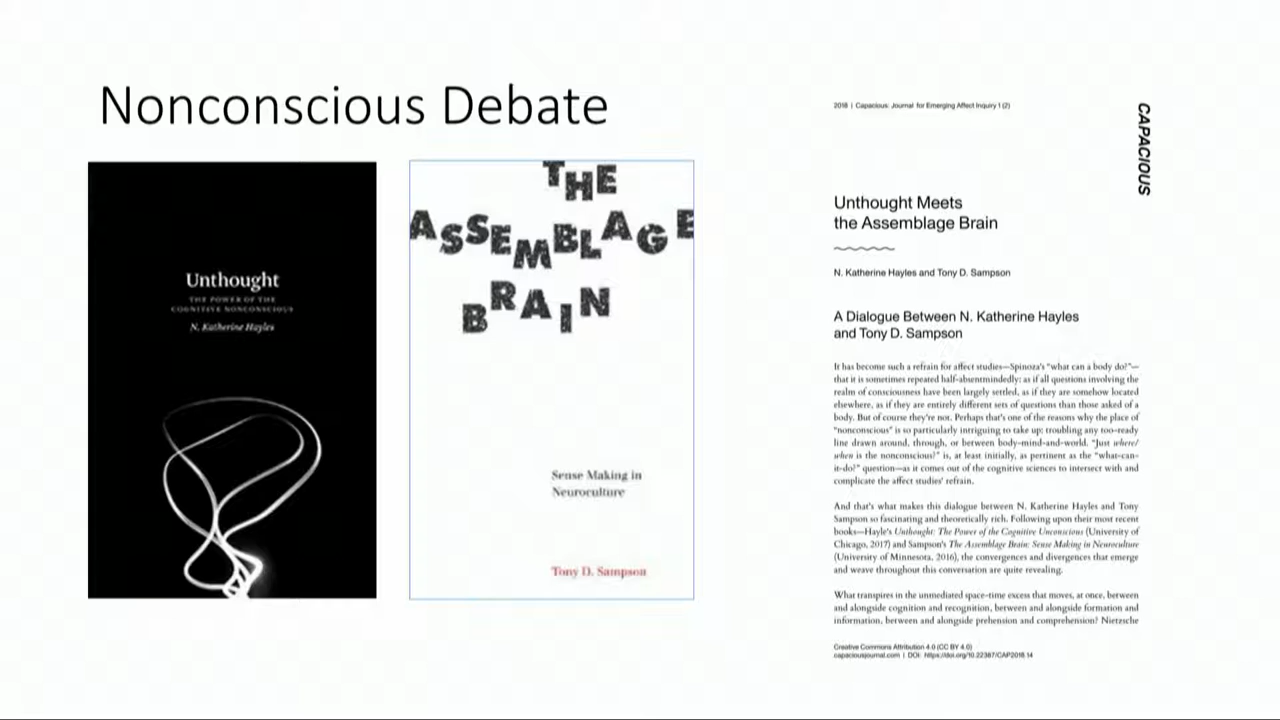 Nonconscious Debate
Unthought
THE POWER OF THE
COGNITIVE NONCONSCIOUS
N. Katherine Hayles
THE
ASSEMBLAGE
BRAIN
Sense Making in
Neuroculture
Tony D. Sampson
2018 | Capacious: Journal for Emerging Affect Inquiry 1 (2)
CAPACIOUS
Unthought Meets
the Assemblage Brain
N. Katherine Hayles and Tony D. Sampson
A Dialogue Between N. Katherine Hayles
and Tony D. Sampson
It has become such a refrain for affect studies—Spinoza's "what can a body do?"—
that it is sometimes repeated half-absentmindedly: as if all questions involving the
realm of consciousness have been largely settled, as if they are somehow located
elsewhere, as if they are entirely different sets of questions than those asked of a
body. But of course they're not. Perhaps that's one of the reasons why the place of
"nonconscious" is so particularly intriguing to take up: troubling any too-ready
line drawn around, through, or between body-mind-and-world. "Just where/
when is the nonconscious?" is, at least initially, as pertinent as the "what-can-
it-do?" question—as it comes out of the cognitive sciences to intersect with and
complicate the affect studies' refrain.
And that's what makes this dialogue between N. Katherine Hayles and Tony
Sampson so fascinating and theoretically rich. Following upon their most recent
books—Hayle's Unthought: The Power of the Cognitive Unconscious (University of
Chicago, 2017) and Sampson's The Assemblage Brain: Sense Making in Neuroculture
(University of Minnesota, 2016), the convergences and divergences that emerge
and weave throughout this conversation are quite revealing.
What transpires in the unmediated space-time excess that moves, at once, between
and alongside cognition and recognition, between and alongside formation and
information, between and alongside prehension and comprehension? Nietzsche
Creative Commons Attribution 4.0 (CC BY 4.0)
capaciousjournal.com | DOI: https://doi.org/10.22387/CAP2018.14